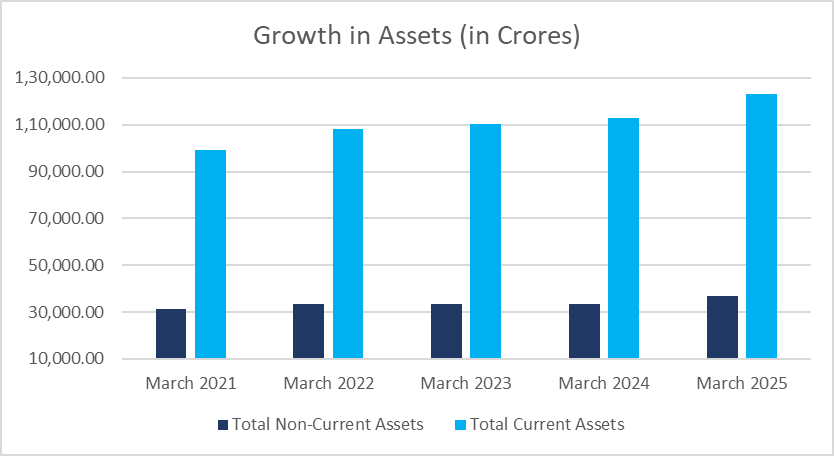 Growth in Assets (in Crores)
1,30,000.00
1,10,000.00
90,000.00
70,000.00
50,000.00
30,000.00
10,000.00
March 2021 March 2022 March 2023 March 2024 March 2025
Total Non-Current Assets Total Current Assets